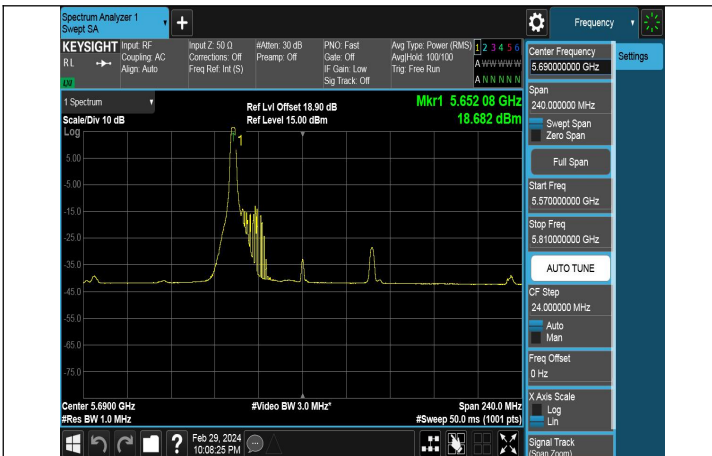 Spectrum Analyzer 1
Swept SA
+
Frequency
KEYSIGHT
RL
Input: RF
Coupling: AC
Align: Auto
Input Z: 50 Ω
Corrections: Off
Freq Ref: Int (S)
#Atten: 30 dB
Preamp: Off
PNO: Fast
Gate: Off
IF Gain: Low
Sig Track: Off
Avg Type: Power (RMS)
Avg|Hold: 100/100
Trig: Free Run
1 2 3 4 5 6
A W W W W W
A N N N N N
Center Frequency
5.690000000 GHz
Settings
Span
240.000000 MHz
Swept Span
Zero Span
Full Span
Start Freq
5.570000000 GHz
Stop Freq
5.810000000 GHz
AUTO TUNE
CF Step
24.000000 MHz
Auto
Man
Freq Offset
0 Hz
X Axis Scale
Log
Lin
Signal Track
(Span Zoom)
1 Spectrum
Scale/Div 10 dB
Log
Ref Lvl Offset 18.90 dB
Ref Level 15.00 dBm
Mkr1 5.652 08 GHz
18.682 dBm
1
5.00
-5.00
-15.0
-25.0
-35.0
-45.0
-55.0
-65.0
-75.0
Center 5.6900 GHz
#Res BW 1.0 MHz
#Video BW 3.0 MHz*
Span 240.0 MHz
#Sweep 50.0 ms (1001 pts)
?
Feb 29, 2024
10:08:25 PM